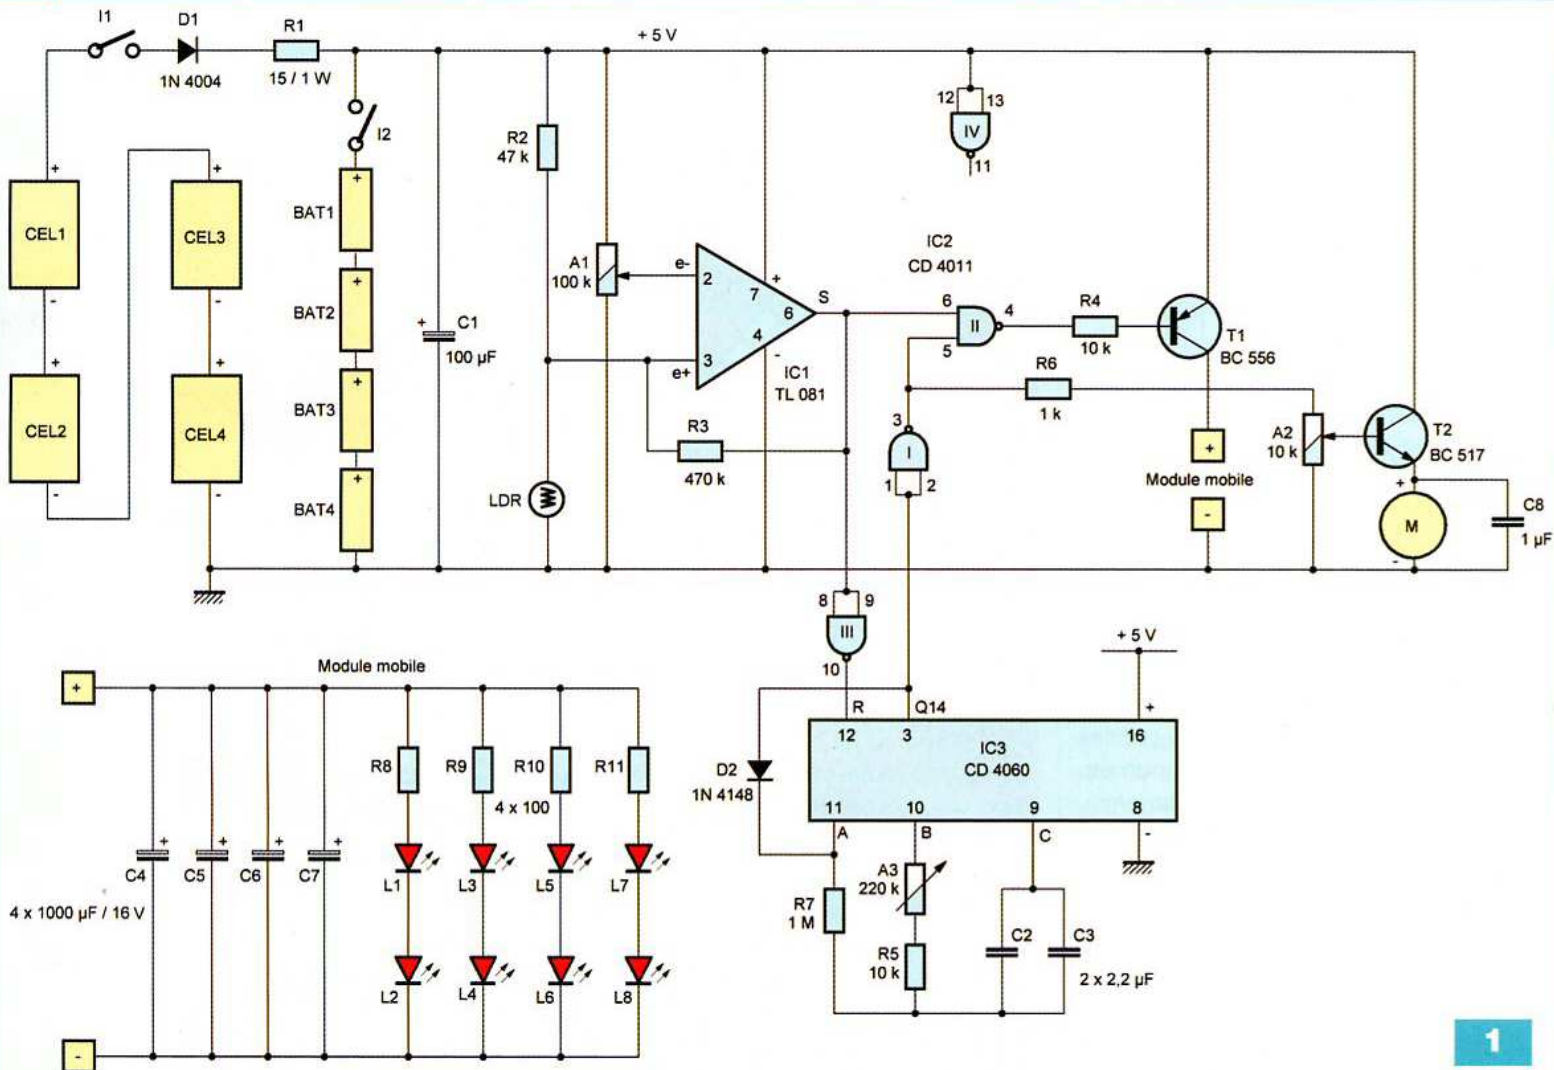 I1
D1
1N 4004
R1
15 / 1 W
+ 5 V
I2
+
CEL1
-
+
CEL2
-
+
CEL3
-
+
CEL4
-
BAT1
+
BAT2
+
BAT3
+
BAT4
+
+
C1
100 µF
R2
47 k
LDR
A1
100 k
e-
2
3
e+
7
+
6
4
-
S
IC1
TL 081
R3
470 k
12
13
IV
11
IC2
CD 4011
6
5
II
4
R4
10 k
T1
BC 556
R6
1 k
3
I
1
2
+
Module mobile
-
A2
10 k
T2
BC 517
+
M
-
C8
1 µF
8
9
III
10
R
Q14
+ 5 V
+
12
3
16
IC3
CD 4060
11
10
9
8
A
B
C
-
D2
1N 4148
R7
1 M
A3
220 k
R5
10 k
C2
C3
2 x 2,2 µF
Module mobile
+
-
+
C4
+
C5
+
C6
+
C7
4 x 1000 µF / 16 V
R8
R9
R10
R11
4 x 100
L1
L3
L5
L7
L2
L4
L6
L8
1